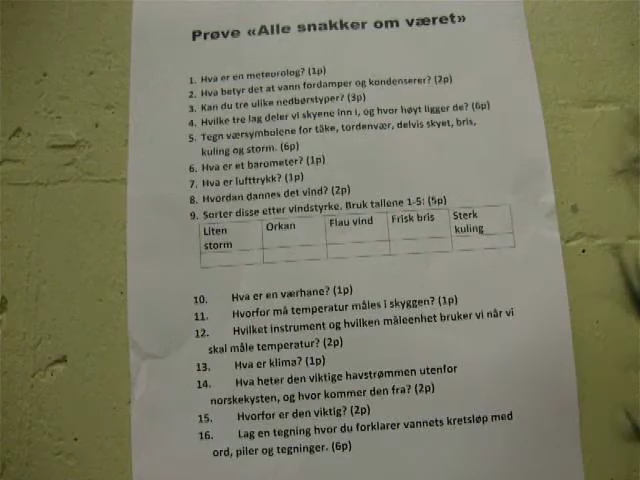 Prøve «Alle snakker om været»
1. Hva er en meteorolog? (1p)
2. Hva betyr det at vann fordamper og kondenserer? (2p)
3. Kan du tre ulike nedbørstyper? (3p)
4. Hvilke tre lag deler vi skyene inn i, og hvor høyt ligger de? (6p)
5. Tegn værsymbolene for tåke, tordenvær, delvis skyet, bris,
kuling og storm. (6p)
6. Hva er et barometer? (1p)
7. Hva er lufttrykk? (1p)
8. Hvordan dannes det vind? (2p)
9. Sorter disse etter vindstyrke. Bruk tallene 1-5: (5p)
Liten storm Orkan Flau vind Frisk bris Sterk kuling
10. Hva er en værhane? (1p)
11. Hvorfor må temperatur måles i skyggen? (1p)
12. Hvilket instrument og hvilken måleenhet bruker vi når vi
skal måle temperatur? (2p)
13. Hva er klima? (1p)
14. Hva heter den viktige havstrømmen utenfor
norskekysten, og hvor kommer den fra? (2p)
15. Hvorfor er den viktig? (2p)
16. Lag en tegning hvor du forklarer vannets kretsløp med
ord, piler og tegninger. (6p)